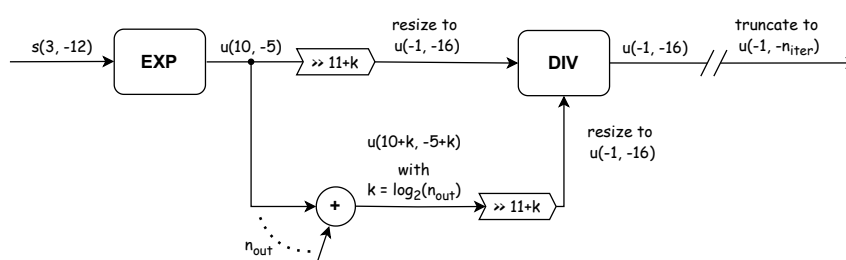 s(3, -12)
EXP
u(10, -5)
>> 11+k
resize to
u(-1, -16)
DIV
u(-1, -16)
truncate to
u(-1, -n_iter)
resize to
u(-1, -16)
u(10+k, -5+k)
with
k = log₂(n_out)
+
>> 11+k
n_out